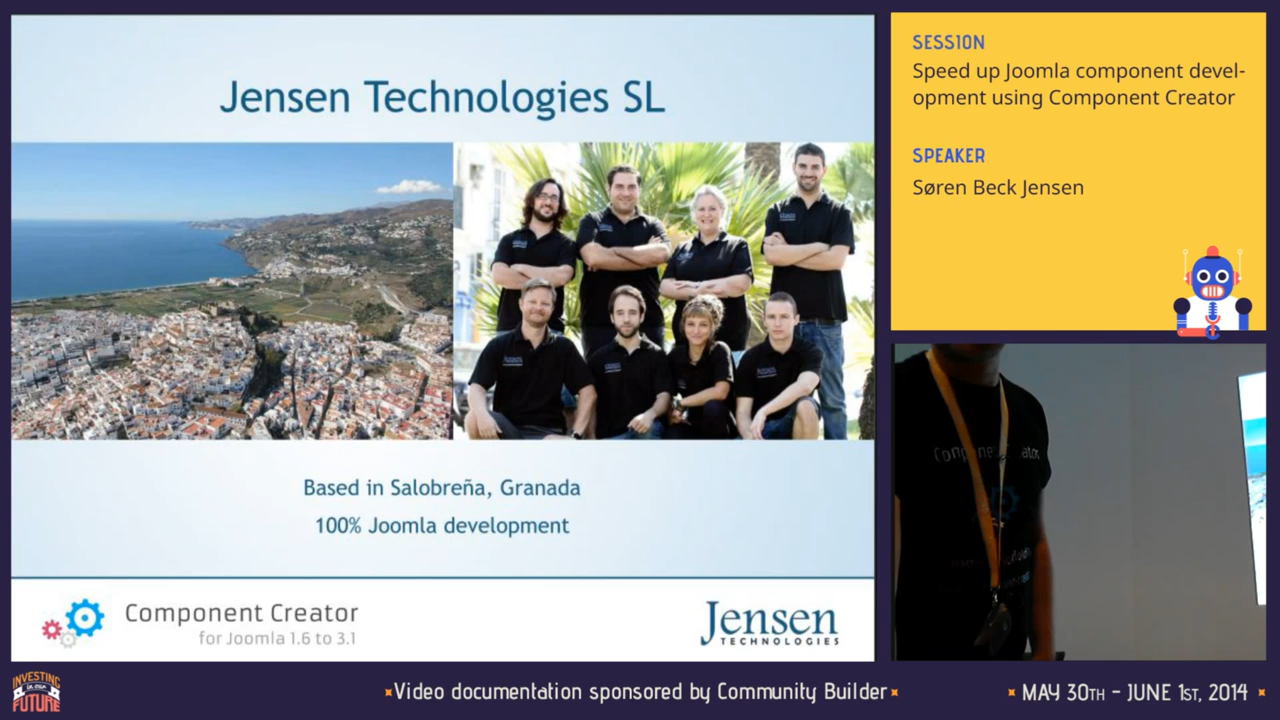 Jensen Technologies SL
Based in Salobreña, Granada
100% Joomla development
Component Creator
for Joomla 1.6 to 3.1
Jensen
TECHNOLOGIES
SESSION
Speed up Joomla component devel-
opment using Component Creator
SPEAKER
Søren Beck Jensen
INVESTING
IN OUR
FUTURE
Video documentation sponsored by Community Builder
MAY 30TH - JUNE 1ST, 2014